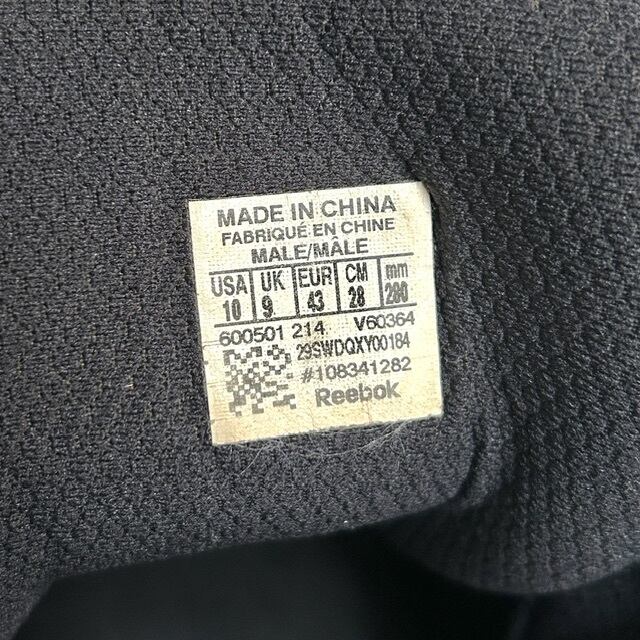 MADE IN CHINA
FABRIQUÉ EN CHINE
MALE/MÂLE
USA UK EUR CM mm
10 9 43 28 280
600501 214 V60364
29SWDQXY00184
#108341282
Reebok